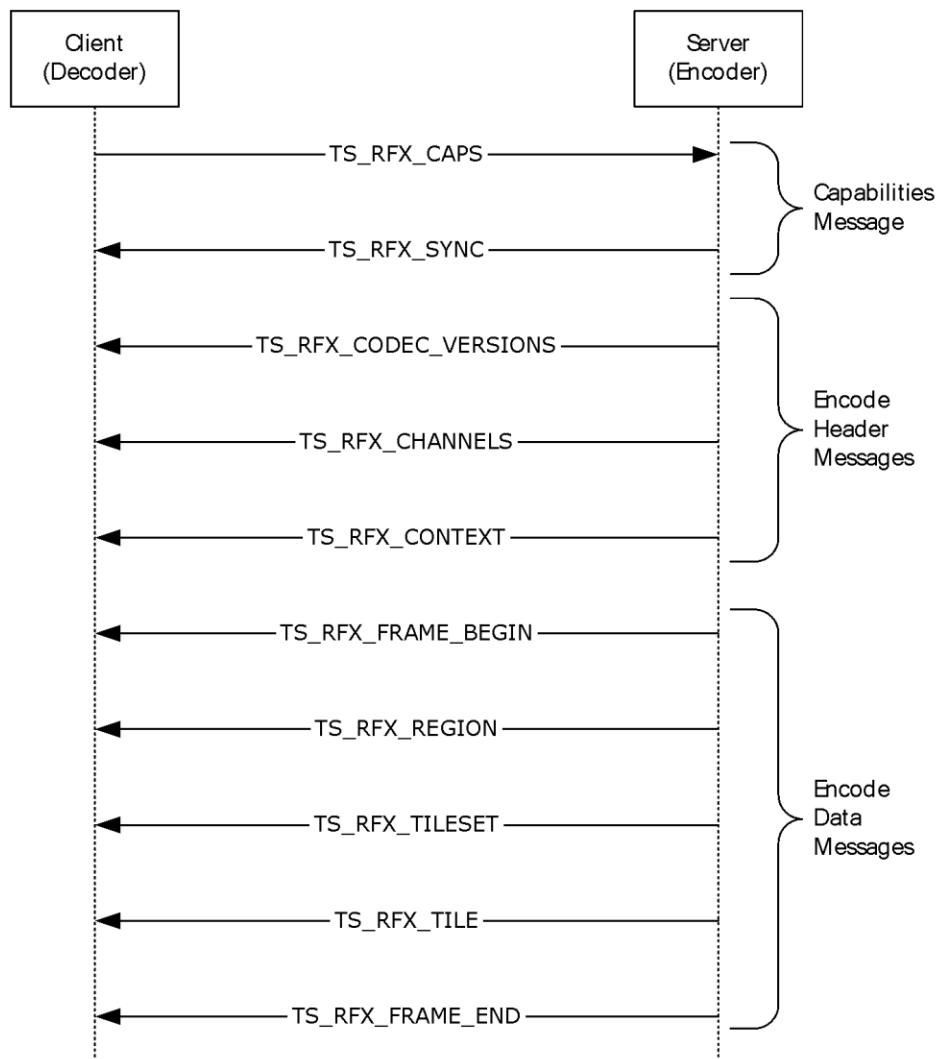 Client
(Decoder)
Server
(Encoder)
TS_RFX_CAPS
Capabilities
Message
TS_RFX_SYNC
TS_RFX_CODEC_VERSIONS
Encode
Header
Messages
TS_RFX_CHANNELS
TS_RFX_CONTEXT
TS_RFX_FRAME_BEGIN
TS_RFX_REGION
Encode
Data
Messages
TS_RFX_TILESET
TS_RFX_TILE
TS_RFX_FRAME_END